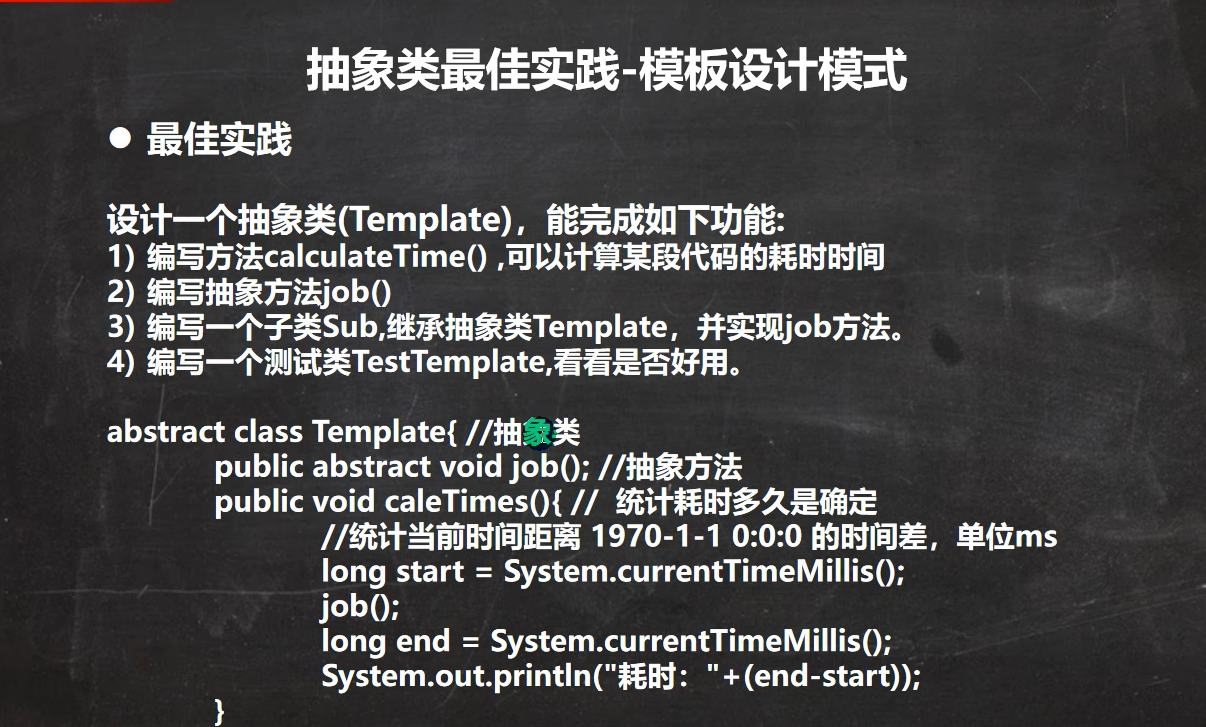 抽象类最佳实践-模板设计模式
● 最佳实践
设计一个抽象类(Template)，能完成如下功能:
1) 编写方法calculateTime() ,可以计算某段代码的耗时时间
2) 编写抽象方法job()
3) 编写一个子类Sub,继承抽象类Template，并实现job方法。
4) 编写一个测试类TestTemplate,看看是否好用。
abstract class Template{ //抽象类
public abstract void job(); //抽象方法
public void caleTimes(){ // 统计耗时多久是确定
//统计当前时间距离 1970-1-1 0:0:0 的时间差，单位ms
long start = System.currentTimeMillis();
job();
long end = System.currentTimeMillis();
System.out.println("耗时："+(end-start));
}